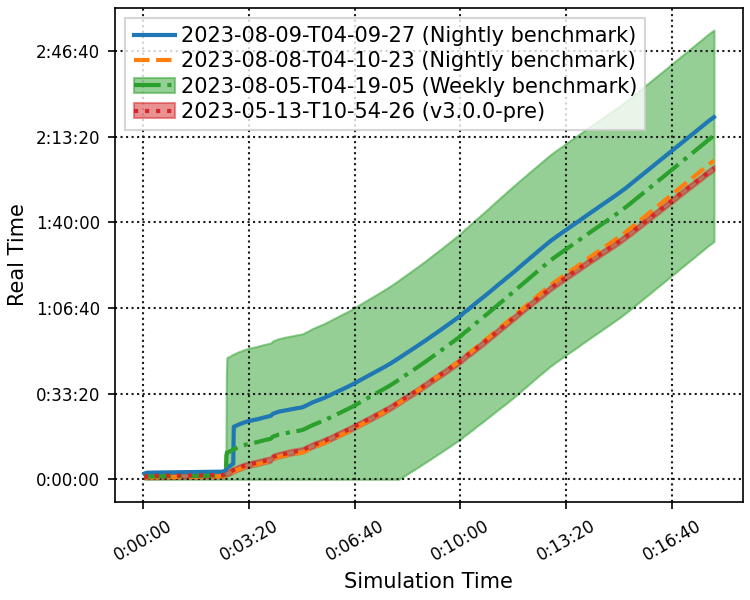 2023-08-09-T04-09-27 (Nightly benchmark)
2023-08-08-T04-10-23 (Nightly benchmark)
2023-08-05-T04-19-05 (Weekly benchmark)
2023-05-13-T10-54-26 (v3.0.0-pre)
2:46:40
2:13:20
1:40:00
1:06:40
0:33:20
0:00:00
Real Time
0:00:00
0:03:20
0:06:40
0:10:00
0:13:20
0:16:40
Simulation Time